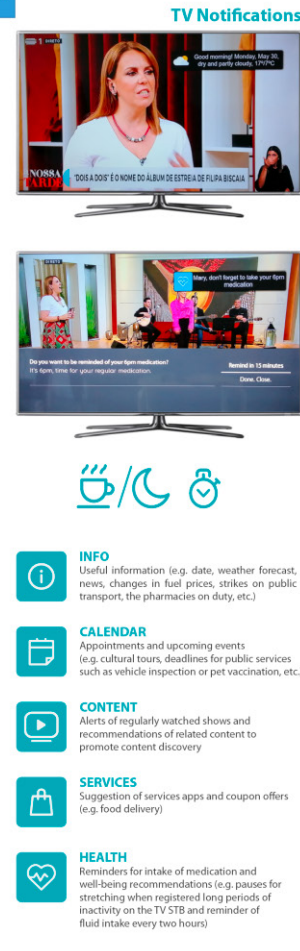 TV Notifications
1 DIRETO
Good morning! Monday, May 30,
dry and partly cloudy, 17º/7ºC
NOSSA
TARDE
"DOIS A DOIS" É O NOME DO ÁLBUM DE ESTREIA DE FILIPA BISCAIA
DIRETO
Mary, don't forget to take your 6pm
medication
Do you want to be reminded of your 6pm medication?
It's 6pm, time for your regular medication
Remind in 15 minutes
Done. Close.
INFO
Useful information (e.g. date, weather forecast,
news, changes in fuel prices, strikes on public
transport, the pharmacies on duty, etc.)
CALENDAR
Appointments and upcoming events
(e.g. cultural tours, deadlines for public services
such as vehicle inspection or pet vaccination, etc.
CONTENT
Alerts of regularly watched shows and
recommendations of related content to
promote content discovery
SERVICES
Suggestion of services apps and coupon offers
(e.g. food delivery)
HEALTH
Reminders for intake of medication and
well-being recommendations (e.g. pauses for
stretching when registered long periods of
inactivity on the TV STB and reminder of
fluid intake every two hours)